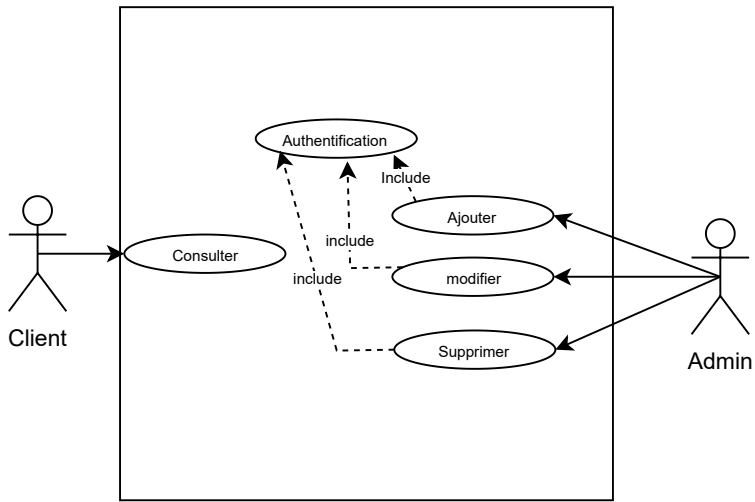 Authentification
Include
Ajouter
include
Consulter
modifier
include
Client
Supprimer
Admin